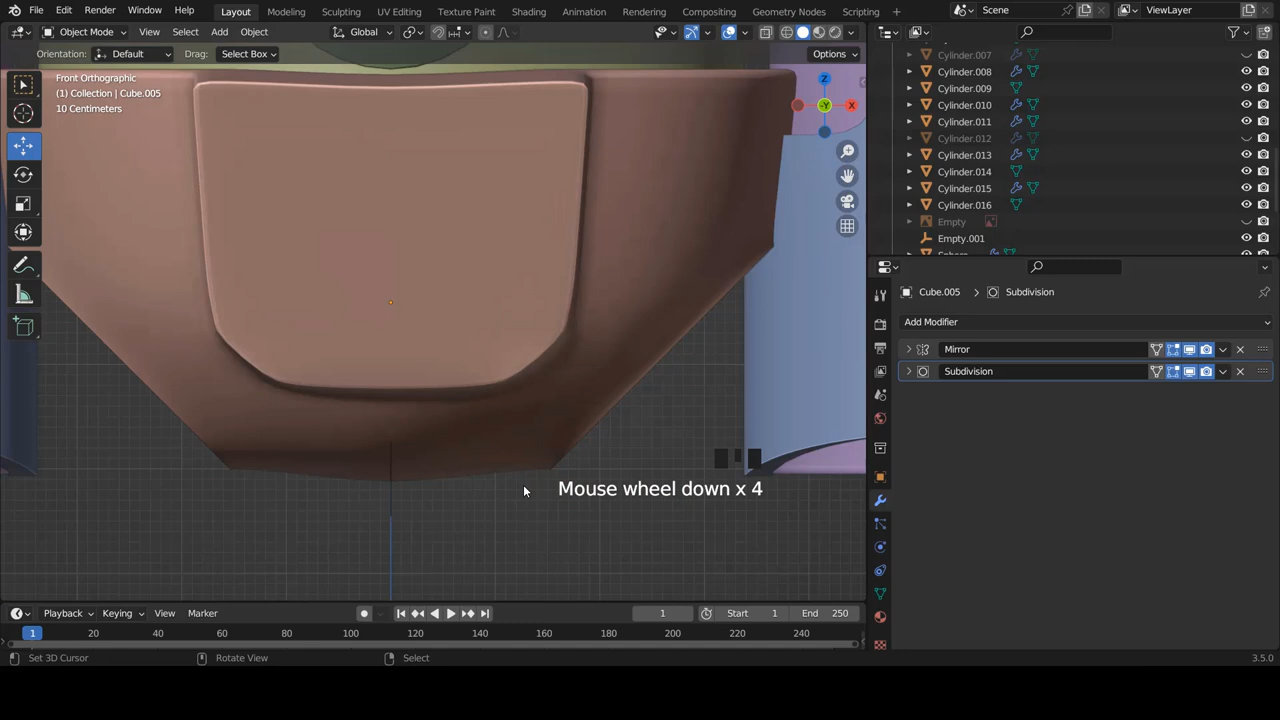 File Edit Render Window Help Layout Modeling Sculpting UV Editing Texture Paint Shading Animation Rendering Compositing Geometry Nodes Scripting Scene ViewLayer
Object Mode View Select Add Object Global
Orientation: Default Drag: Select Box Options
Front Orthographic
(1) Collection | Cube.005
10 Centimeters
Z
-Y
X
Mouse wheel down x 4
Cylinder.007
Cylinder.008
Cylinder.009
Cylinder.010
Cylinder.011
Cylinder.012
Cylinder.013
Cylinder.014
Cylinder.015
Cylinder.016
Empty
Empty.001
Cube.005 Subdivision
Add Modifier
Mirror
Subdivision
Playback Keying View Marker 1 Start 1 End 250
1 20 40 60 80 100 120 140 160 180 200 220 240
Set 3D Cursor Rotate View Select 3.5.0